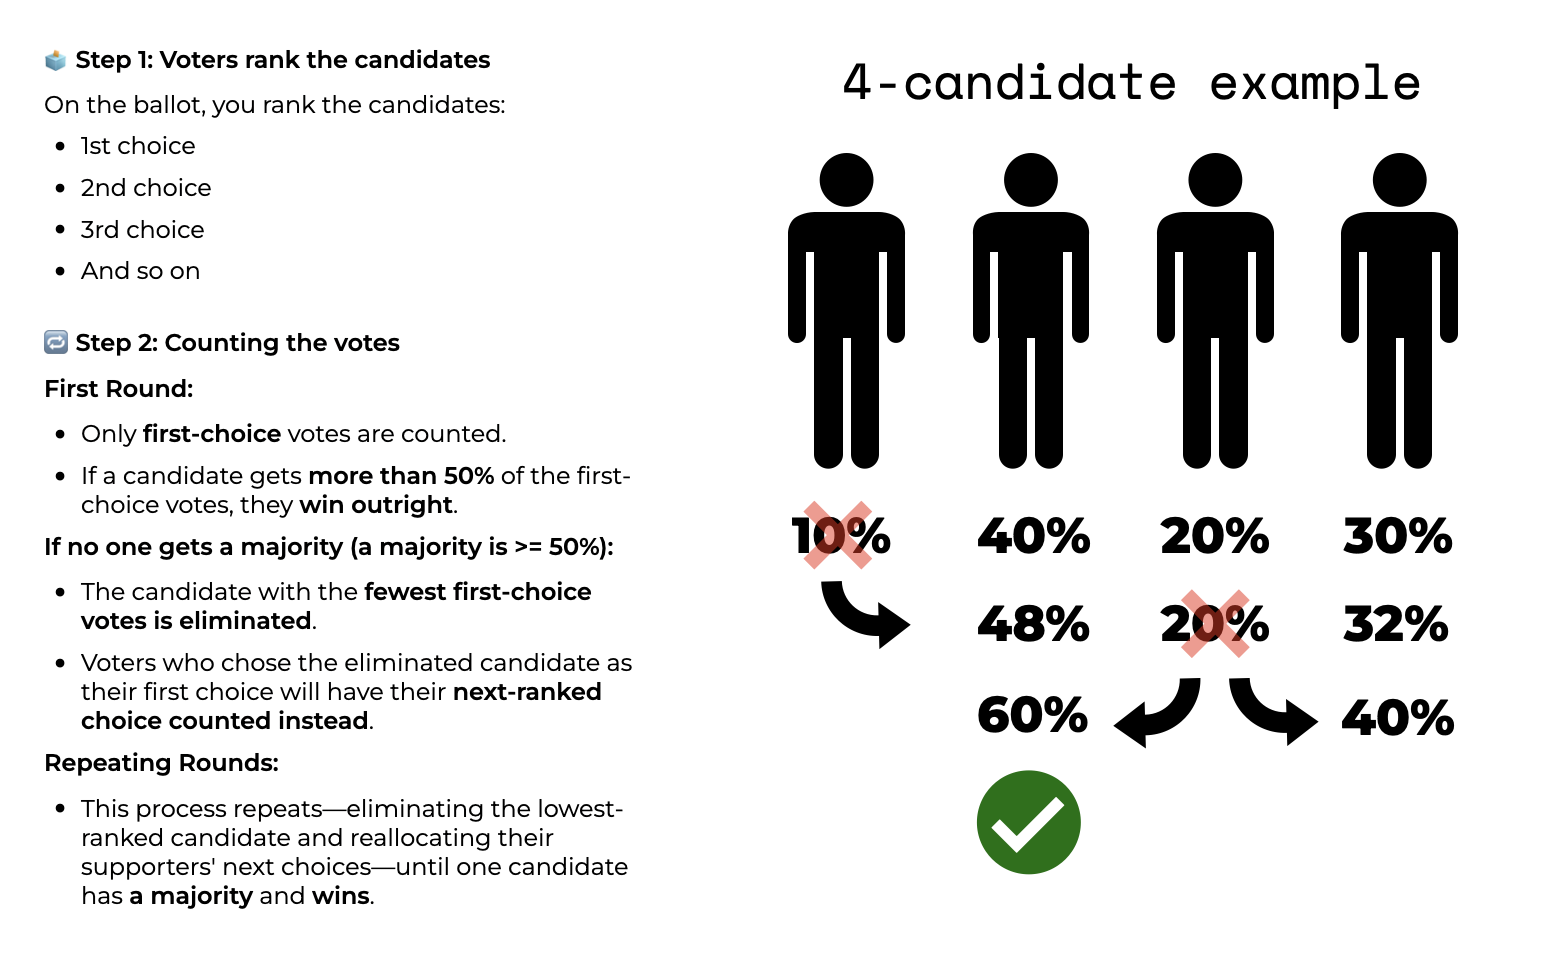 Step 1: Voters rank the candidates
On the ballot, you rank the candidates:
• 1st choice
• 2nd choice
• 3rd choice
• And so on
Step 2: Counting the votes
First Round:
• Only first-choice votes are counted.
• If a candidate gets more than 50% of the first-
choice votes, they win outright.
If no one gets a majority (a majority is >= 50%):
• The candidate with the fewest first-choice
votes is eliminated.
• Voters who chose the eliminated candidate as
their first choice will have their next-ranked
choice counted instead.
Repeating Rounds:
• This process repeats—eliminating the lowest-
ranked candidate and reallocating their
supporters' next choices—until one candidate
has a majority and wins.
4-candidate example
10% 40% 20% 30%
48% 20% 32%
60% 40%